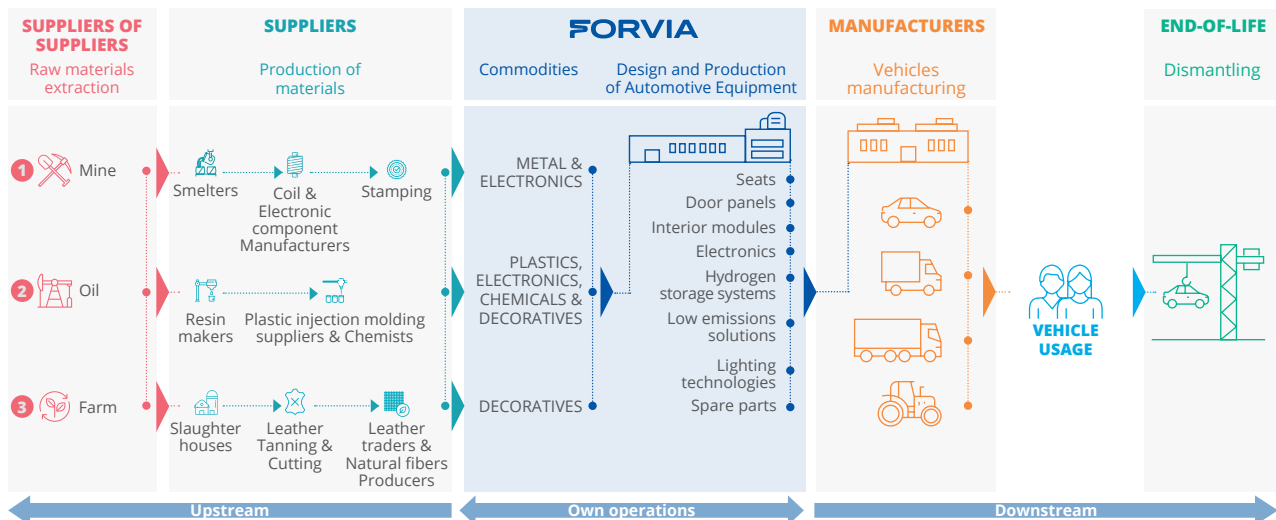 SUPPLIERS OF
SUPPLIERS
Raw materials
extraction
SUPPLIERS
Production of
materials
FORVIA
Commodities
Design and Production
of Automotive Equipment
MANUFACTURERS
Vehicles
manufacturing
END-OF-LIFE
Dismantling
1
Mine
Smelters
Coil &
Electronic
component
Manufacturers
Stamping
METAL &
ELECTRONICS
2
Oil
Resin
makers
Plastic injection molding
suppliers & Chemists
PLASTICS,
ELECTRONICS,
CHEMICALS &
DECORATIVES
3
Farm
Slaughter
houses
Leather
Tanning &
Cutting
Leather
traders &
Natural fibers
Producers
DECORATIVES
Seats
Door panels
Interior modules
Electronics
Hydrogen
storage systems
Low emissions
solutions
Lighting
technologies
Spare parts
VEHICLE
USAGE
Upstream
Own operations
Downstream